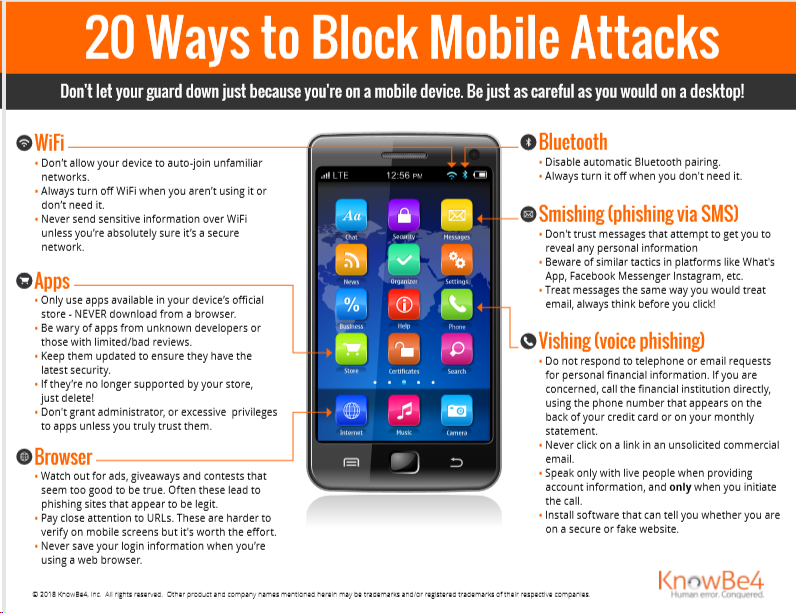 20 Ways to Block Mobile Attacks
Don't let your guard down just because you're on a mobile device. Be just as careful as you would on a desktop!
WiFi
• Don't allow your device to auto-join unfamiliar
networks.
• Always turn off WiFi when you aren't using it or
don't need it.
• Never send sensitive information over WiFi
unless you're absolutely sure it's a secure
network.
Apps
• Only use apps available in your device's official
store - NEVER download from a browser.
• Be wary of apps from unknown developers or
those with limited/bad reviews.
• Keep them updated to ensure they have the
latest security.
• If they're no longer supported by your store,
just delete!
• Don't grant administrator, or excessive privileges
to apps unless you truly trust them.
Browser
• Watch out for ads, giveaways and contests that
seem too good to be true. Often these lead to
phishing sites that appear to be legit.
• Pay close attention to URLs. These are harder to
verify on mobile screens but it's worth the effort.
• Never save your login information when you're
using a web browser.
LTE 12:56 PM
Aa
Chat Security Messages
News Organizer Settings
%
Business Help Phone
Store Certificates Search
Internet Music Camera
Bluetooth
• Disable automatic Bluetooth pairing.
• Always turn it off when you don't need it.
Smishing (phishing via SMS)
• Don't trust messages that attempt to get you to
reveal any personal information
• Beware of similar tactics in platforms like What's
App, Facebook Messenger Instagram, etc.
• Treat messages the same way you would treat
email, always think before you click!
Vishing (voice phishing)
• Do not respond to telephone or email requests
for personal financial information. If you are
concerned, call the financial institution directly,
using the phone number that appears on the
back of your credit card or on your monthly
statement.
• Never click on a link in an unsolicited commercial
email.
• Speak only with live people when providing
account information, and only when you initiate
the call.
• Install software that can tell you whether you are
on a secure or fake website.
KnowBe4
Human error. Conquered.
© 2018 KnowBe4, Inc. All rights reserved. Other product and company names mentioned herein may be trademarks and/or registered trademarks of their respective companies.